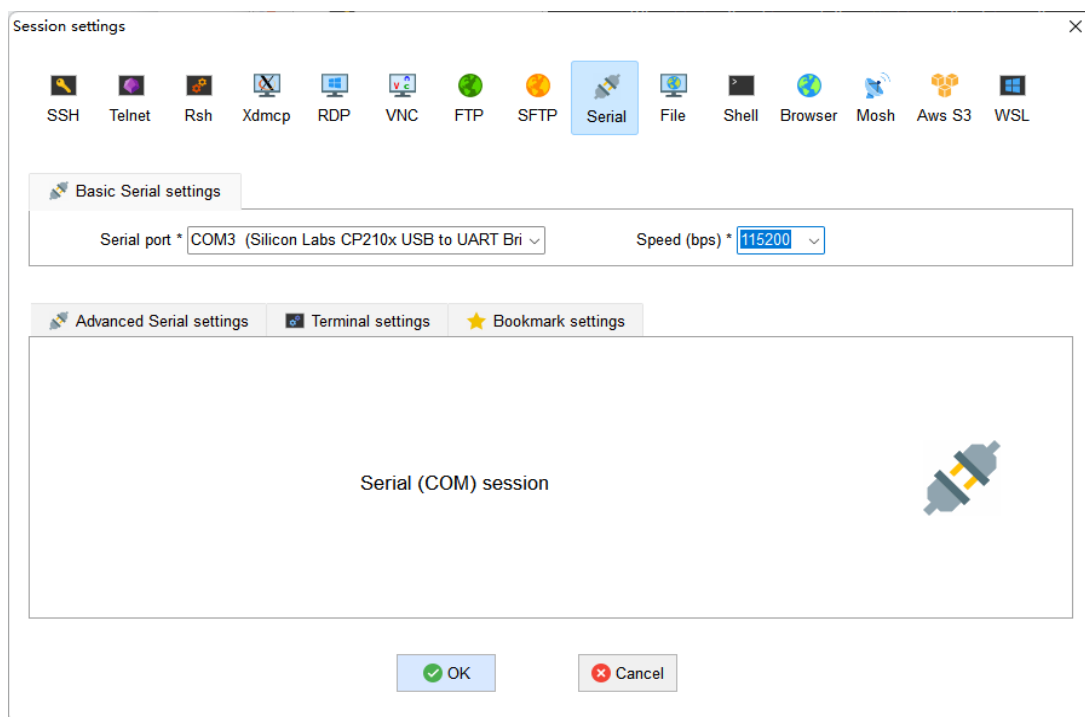 Session settings
SSH Telnet Rsh Xdmcp RDP VNC FTP SFTP Serial File Shell Browser Mosh Aws S3 WSL
Basic Serial settings
Serial port * COM3 (Silicon Labs CP210x USB to UART Bri Speed (bps) * 115200
Advanced Serial settings Terminal settings Bookmark settings
Serial (COM) session
OK Cancel